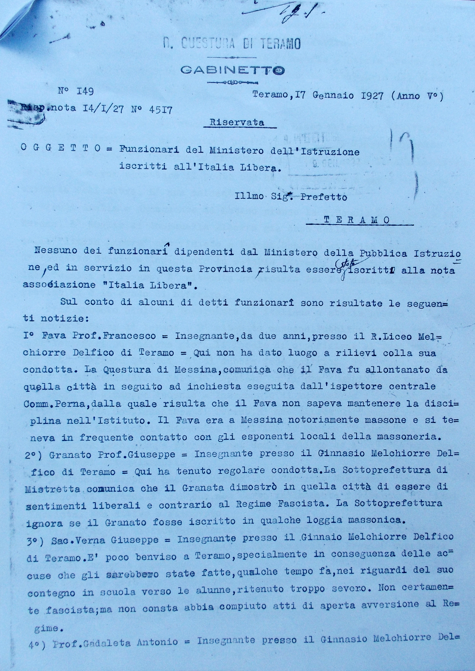 R. QUESTURA DI TERAMO
GABINETTO
N° I49
Teramo,I7 Gennaio I927 (Anno V°)
Risp.nota I4/I/27 N° 45I7
Riservata
O G G E T T O = Funzionari del Ministero dell'Istruzione
iscritti all'Italia Libera.
Illmo Sig. Prefetto
T E R A M O
Nessuno dei funzionari dipendenti dal Ministero della Pubblica Istruzio
ne,ed in servizio in questa Provincia risulta essere iscritti alla nota
associazione "Italia Libera".
Sul conto di alcuni di detti funzionari sono risultate le seguen-
ti notizie:
I° Fava Prof.Francesco = Insegnante,da due anni,presso il R.Liceo Mel-
chiorre Delfico di Teramo = Qui non ha dato luogo a rilievi colla sua
condotta. La Questura di Messina,comunica che il Fava fu allontanato da
quella città in seguito ad inchiesta eseguita dall'ispettore centrale
Comm.Perna,dalla quale risulta che il Fava non sapeva mantenere la disci-
plina nell'Istituto. Il Fava era a Messina notoriamente massone e si te-
neva in frequente contatto con gli esponenti locali della massoneria.
2°) Granato Prof.Giuseppe = Insegnante presso il Ginnasio Melchiorre Del-
fico di Teramo = Qui ha tenuto regolare condotta.La Sottoprefettura di
Mistretta comunica che il Granata dimostrò in quella città di essere di
sentimenti liberali e contrario al Regime Fascista. La Sottoprefettura
ignora se il Granato fosse iscritto in qualche loggia massonica.
3°) Sac.Verna Giuseppe = Insegnante presso il Ginnaio Melchiorre Delfico
di Teramo.E' poco benviso a Teramo,specialmente in conseguenza delle ac-
cuse che gli sarebbero state fatte,qualche tempo fà,nei riguardi del suo
contegno in scuola verso le alunne,ritenuto troppo severo. Non certamen-
te fascista;ma non consta abbia compiuto atti di aperta avversione al Re-
gime.
4°) Prof.Gadaleta Antonio = Insegnante presso il Ginnasio Melchiorre Del=